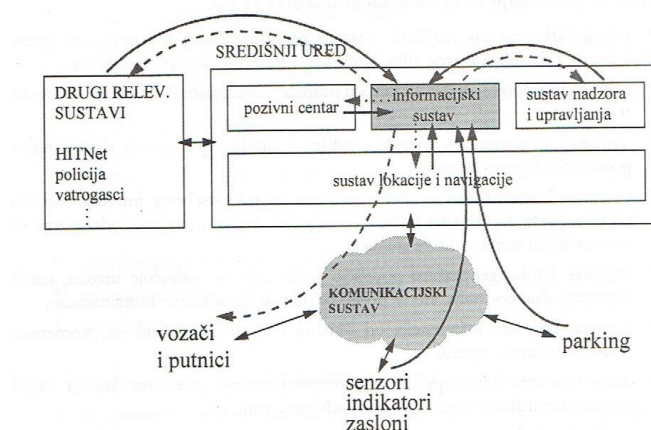 SREDIŠNJI URED
DRUGI RELEV.
SUSTAVI
HITNet
policija
vatrogasci
pozivni centar
informacijski
sustav
sustav nadzora
i upravljanja
sustav lokacije i navigacije
KOMUNIKACIJSKI
SUSTAV
vozači
i putnici
parking
senzori
indikatori
zasloni